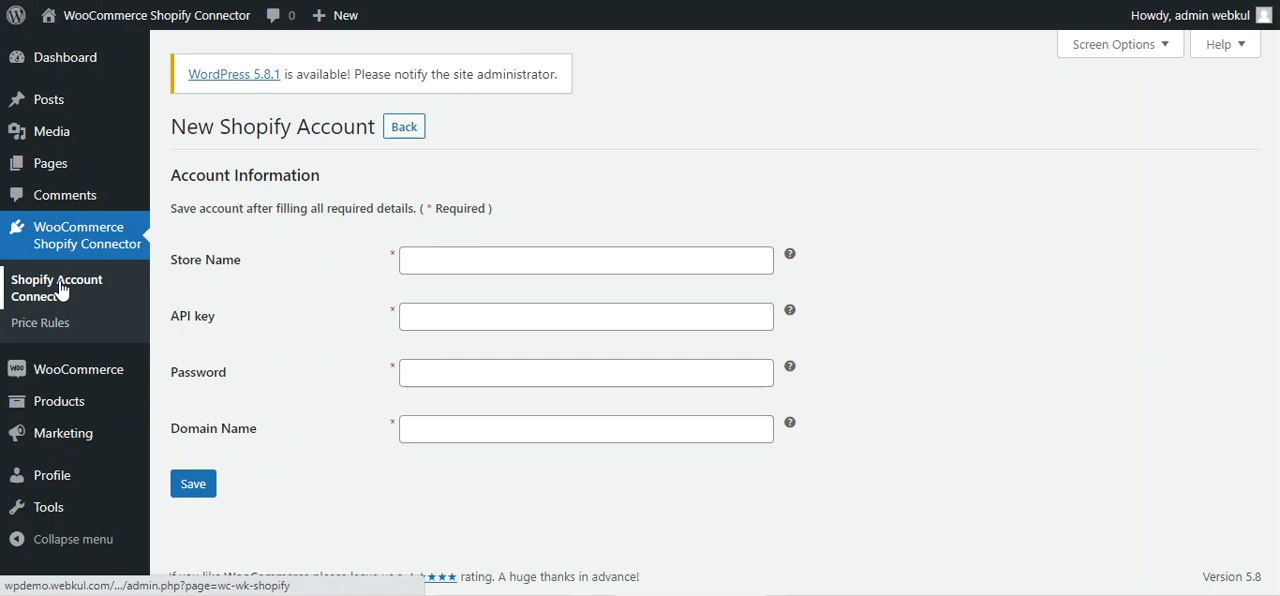 WooCommerce Shopify Connector 0 + New Howdy, admin webkul
Screen Options ▼ Help ▼
Dashboard
Posts
Media
Pages
Comments
WooCommerce
Shopify Connector
Shopify Account
Price Rules
WooCommerce
Products
Marketing
Profile
Tools
Collapse menu
WordPress 5.8.1 is available! Please notify the site administrator.
New Shopify Account Back
Account Information
Save account after filling all required details. ( * Required )
Store Name *
API key *
Password *
Domain Name *
Save
★★★ rating. A huge thanks in advance! Version 5.8
wpdemo.webkul.com/.../admin.php?page=wc-wk-shopify